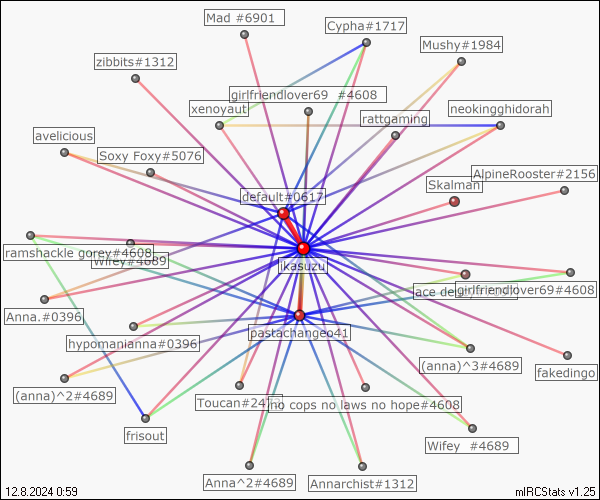 Mad #6901
Cypha#1717
Mushy#1984
zibbits#1312
girlfriendlover69 #4608
xenoyaut
neokingghidorah
rattgaming
avelicious
Soxy Foxy#5076
AlpineRooster#2156
Skalman
default#0617
ramshackle gorey#4608
Wifey#4689
jkasuzu
ace de
girlfriendlover69#4608
Anna.#0396
pastachangeo41
hypomanianna#0396
(anna)^3#4689
fakedingo
(anna)^2#4689
Toucan#24
no cops no laws no hope#4608
frisout
Wifey #4689
Anna^2#4689
Annarchist#1312
12.8.2024 0:59
mIRCStats v1.25